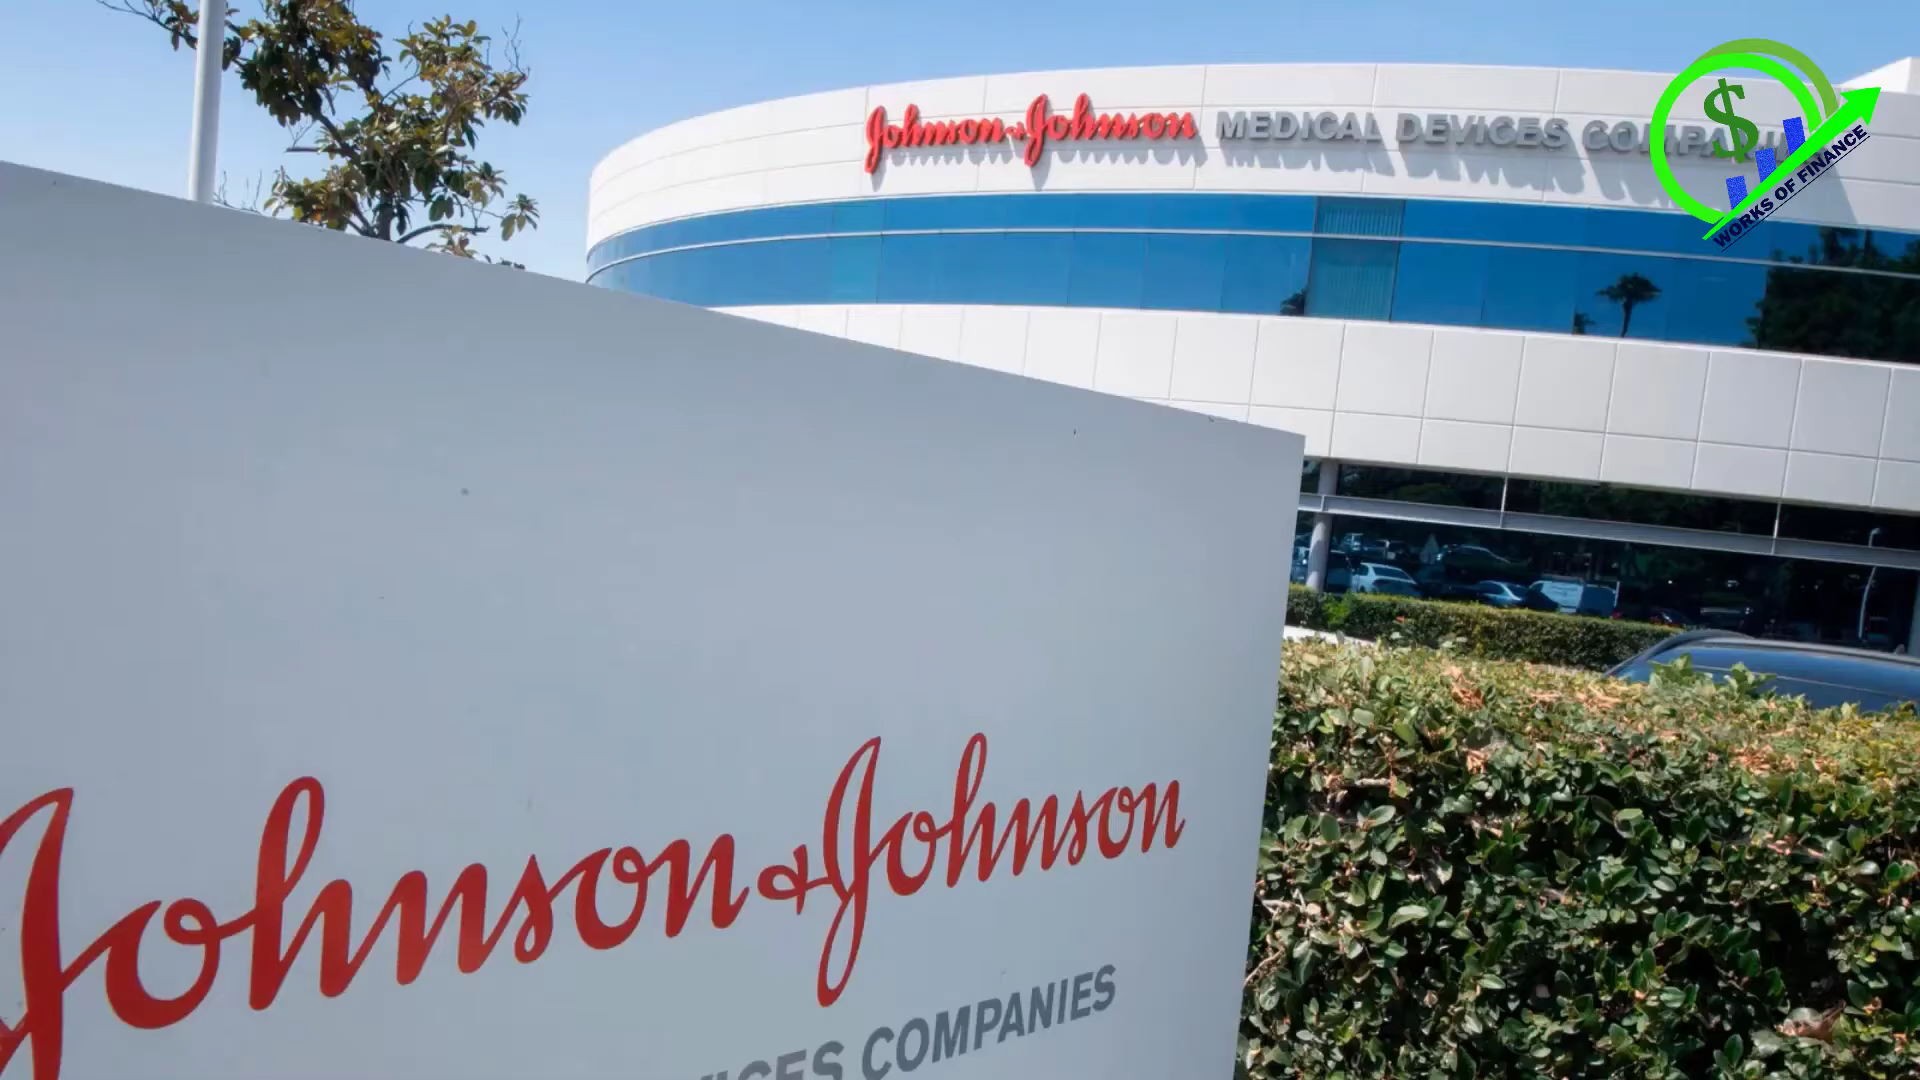 Johnson & Johnson MEDICAL DEVICES
WORKS OF FINANCE
Johnson & Johnson
COMPANIES